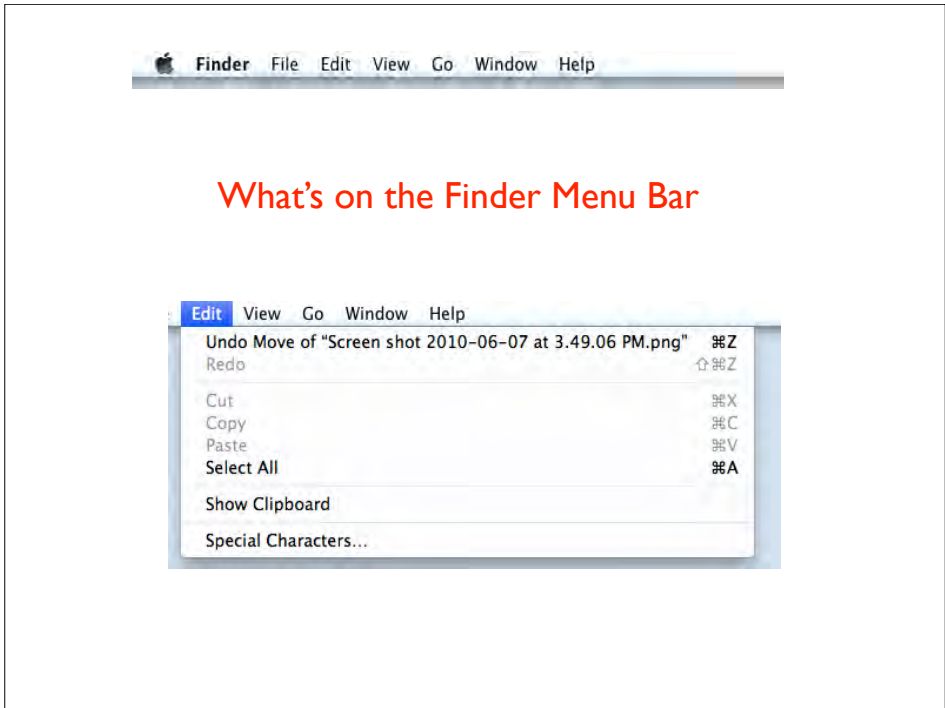 Finder File Edit View Go Window Help
What's on the Finder Menu Bar
Edit View Go Window Help
Undo Move of “Screen shot 2010-06-07 at 3.49.06 PM.png” ⌘Z
Redo ⇧⌘Z
Cut ⌘X
Copy ⌘C
Paste ⌘V
Select All ⌘A
Show Clipboard
Special Characters...